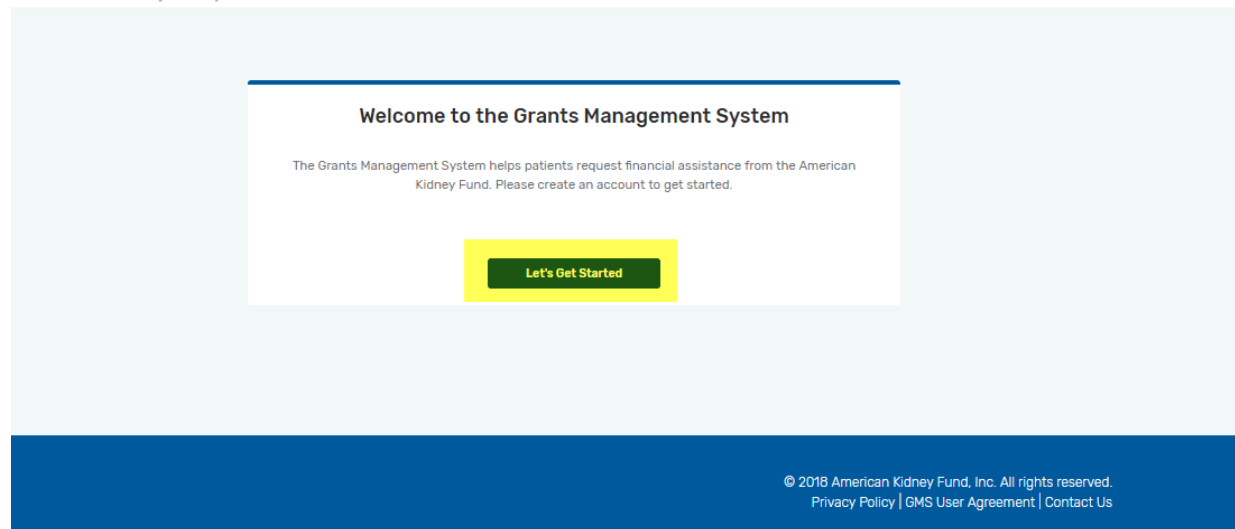 Welcome to the Grants Management System
The Grants Management System helps patients request financial assistance from the American
Kidney Fund. Please create an account to get started.
Let's Get Started
© 2018 American Kidney Fund, Inc. All rights reserved.
Privacy Policy | GMS User Agreement | Contact Us